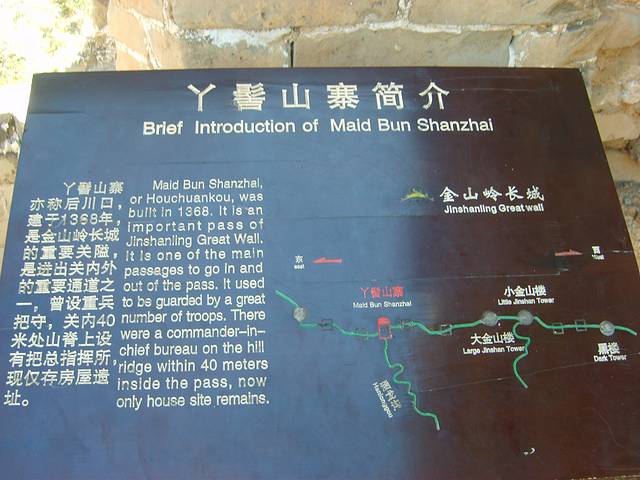 丫髻山寨简介
Brief Introduction of Maid Bun Shanzhai
丫髻山寨
亦称后川口，
建于1368年，
是金山岭长城
的重要关隘，
是进出关内外
的重要通道之
一。曾设重兵
把守，关内40
米处山脊上设
有把总指挥所，
现仅存房屋遗
址。
Maid Bun Shanzhai,
or Houchuankou, was
built in 1368. It is an
important pass of
Jinshanling Great Wall.
It is one of the main
passages to go in and
out of the pass. It used
to be guarded by a great
number of troops. There
were a commander-in-
chief bureau on the hill
ridge within 40 meters
inside the pass, now
only house site remains.
金山岭长城
Jinshanling Great wall
东
east
西
West
丫髻山寨
Maid Bun Shanzhai
小金山楼
Little Jinshan Tower
大金山楼
Large Jinshan Tower
黑楼
Dark Tower